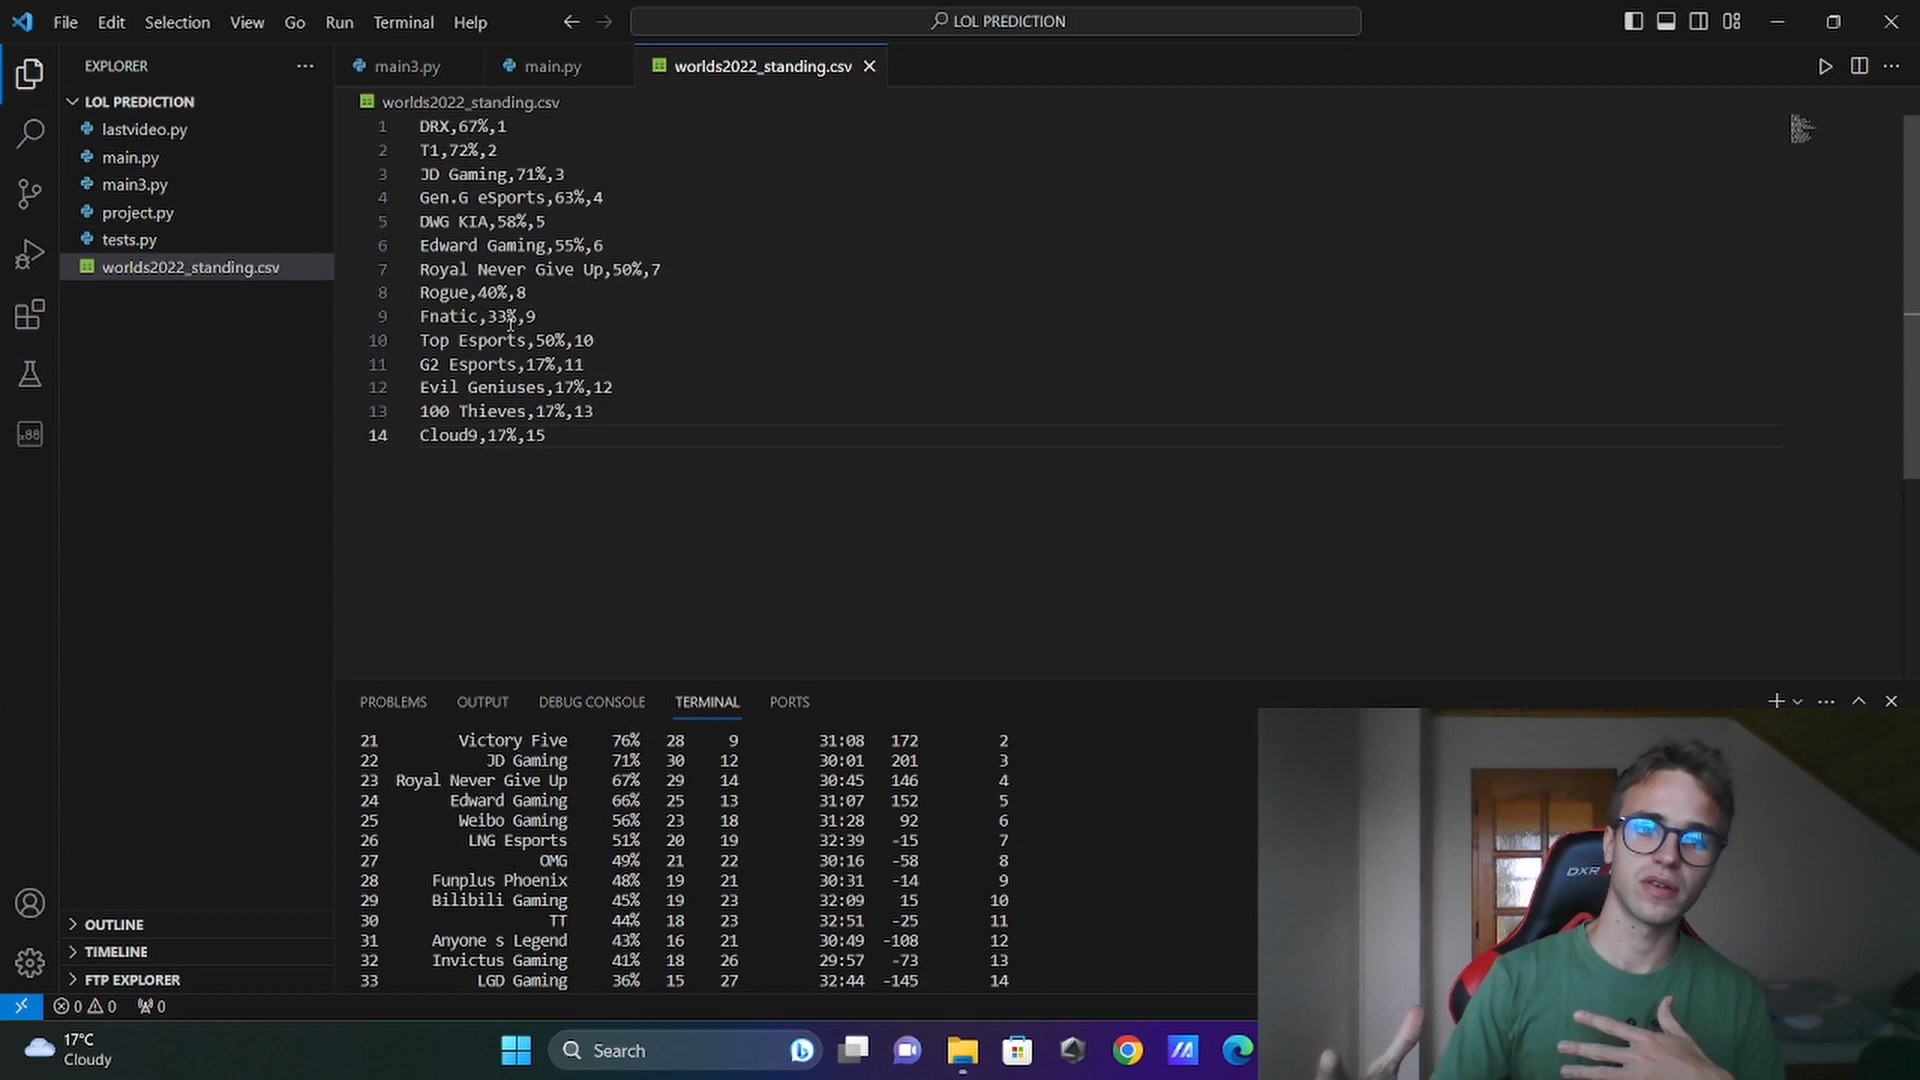 File Edit Selection View Go Run Terminal Help
LOL PREDICTION
EXPLORER
main3.py
main.py
worlds2022_standing.csv
LOL PREDICTION
lastvideo.py
main.py
main3.py
project.py
tests.py
worlds2022_standing.csv
worlds2022_standing.csv
1 DRX,67%,1
2 T1,72%,2
3 JD Gaming,71%,3
4 Gen.G eSports,63%,4
5 DWG KIA,58%,5
6 Edward Gaming,55%,6
7 Royal Never Give Up,50%,7
8 Rogue,40%,8
9 Fnatic,33%,9
10 Top Esports,50%,10
11 G2 Esports,17%,11
12 Evil Geniuses,17%,12
13 100 Thieves,17%,13
14 Cloud9,17%,15
PROBLEMS OUTPUT DEBUG CONSOLE TERMINAL PORTS
21 Victory Five 76% 28 9 31:08 172 2
22 JD Gaming 71% 30 12 30:01 201 3
23 Royal Never Give Up 67% 29 14 30:45 146 4
24 Edward Gaming 66% 25 13 31:07 152 5
25 Weibo Gaming 56% 23 18 31:28 92 6
26 LNG Esports 51% 20 19 32:39 -15 7
27 OMG 49% 21 22 30:16 -58 8
28 Funplus Phoenix 48% 19 21 30:31 -14 9
29 Bilibili Gaming 45% 19 23 32:09 15 10
30 TT 44% 18 23 32:51 -25 11
31 Anyone s Legend 43% 16 21 30:49 -108 12
32 Invictus Gaming 41% 18 26 29:57 -73 13
33 LGD Gaming 36% 15 27 32:44 -145 14
OUTLINE
TIMELINE
FTP EXPLORER
0 0 0
17°C
Cloudy
Search
.x88